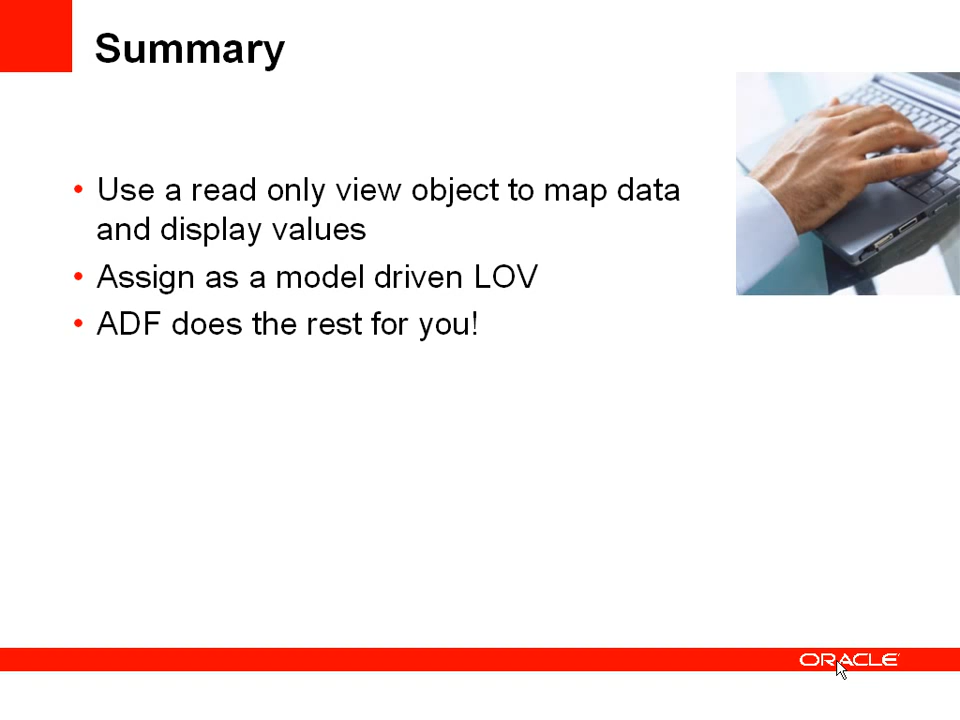 Summary
• Use a read only view object to map data
and display values
• Assign as a model driven LOV
• ADF does the rest for you!
ORACLE